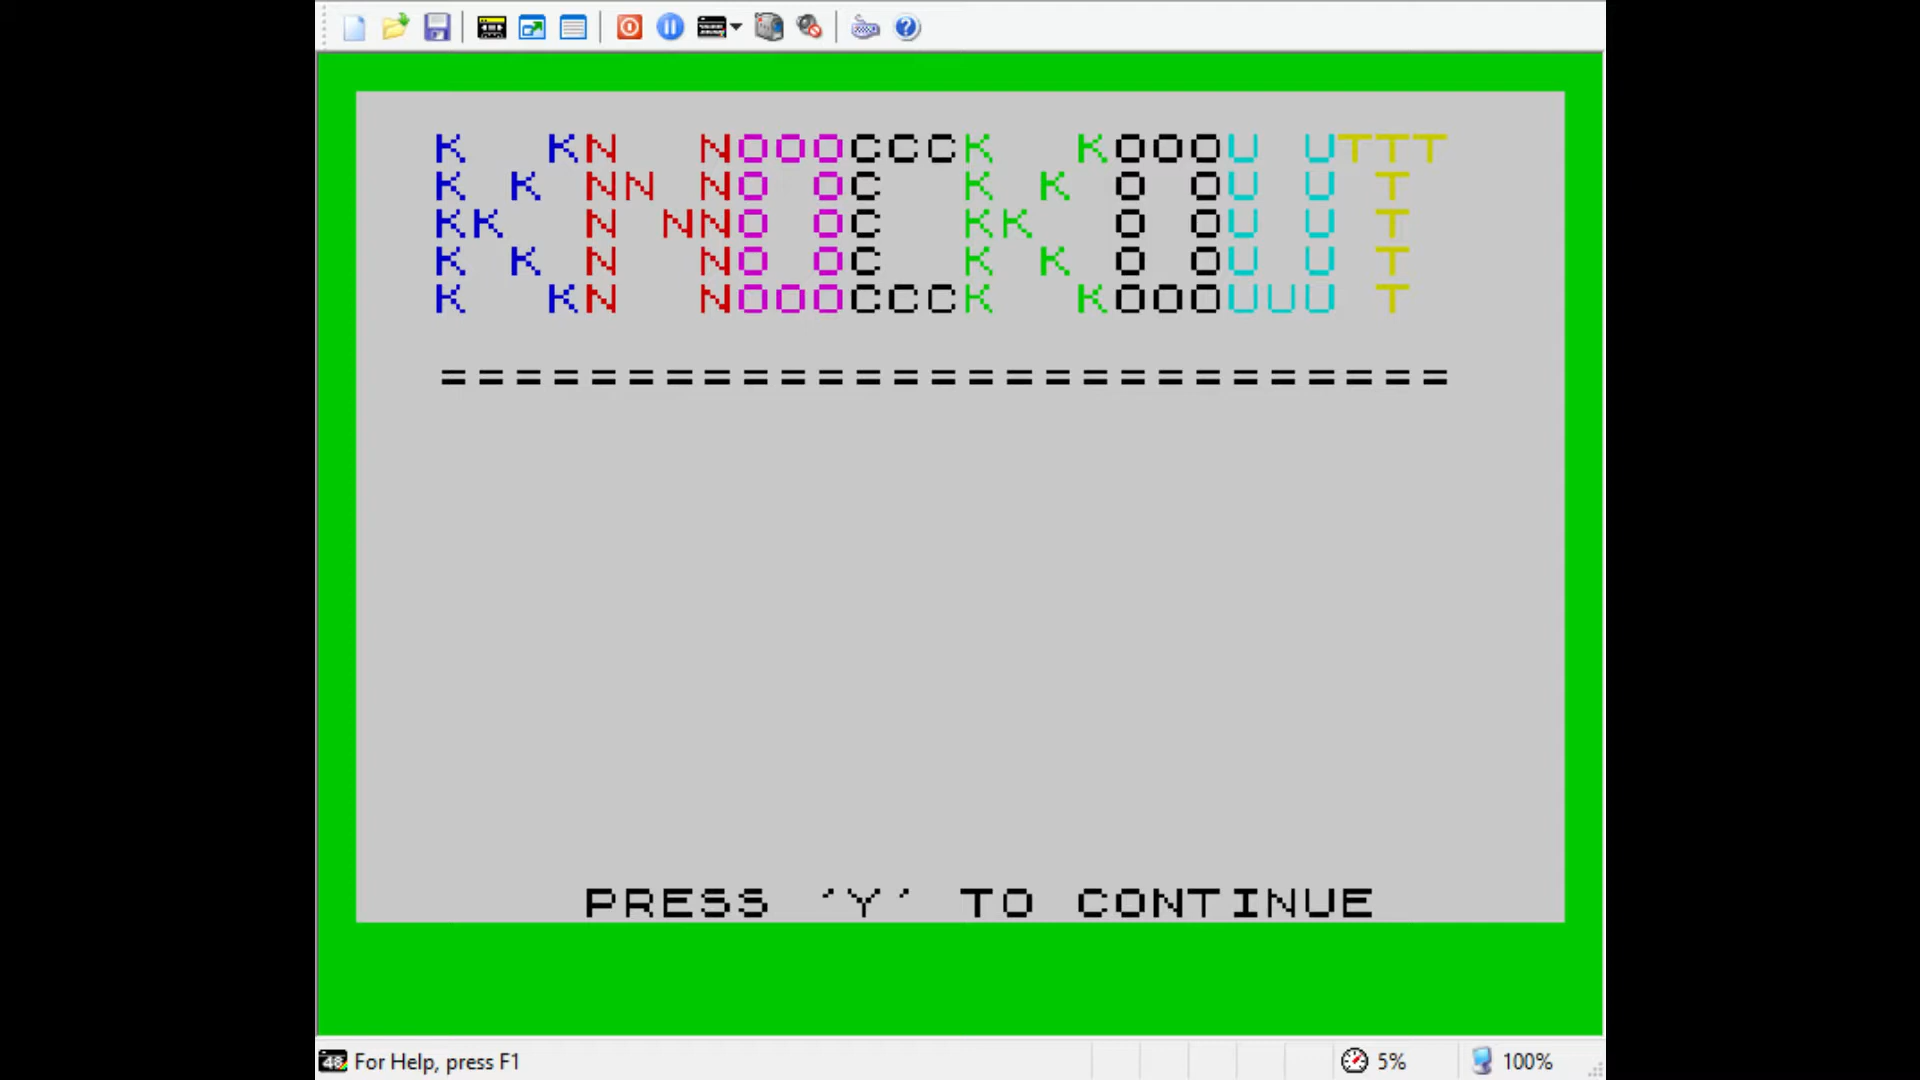 K  KN  NOOOCCCK  KOOOU UTTT
K K NN NO OC  K K O OU U T
KK  N NNO OC  KK  O OU U T
K K N  NO OC  K K O OU U T
K  KN  NOOOCCCK  KOOOUUU T
===========================
PRESS 'Y' TO CONTINUE
48
For Help, press F1
5%
100%